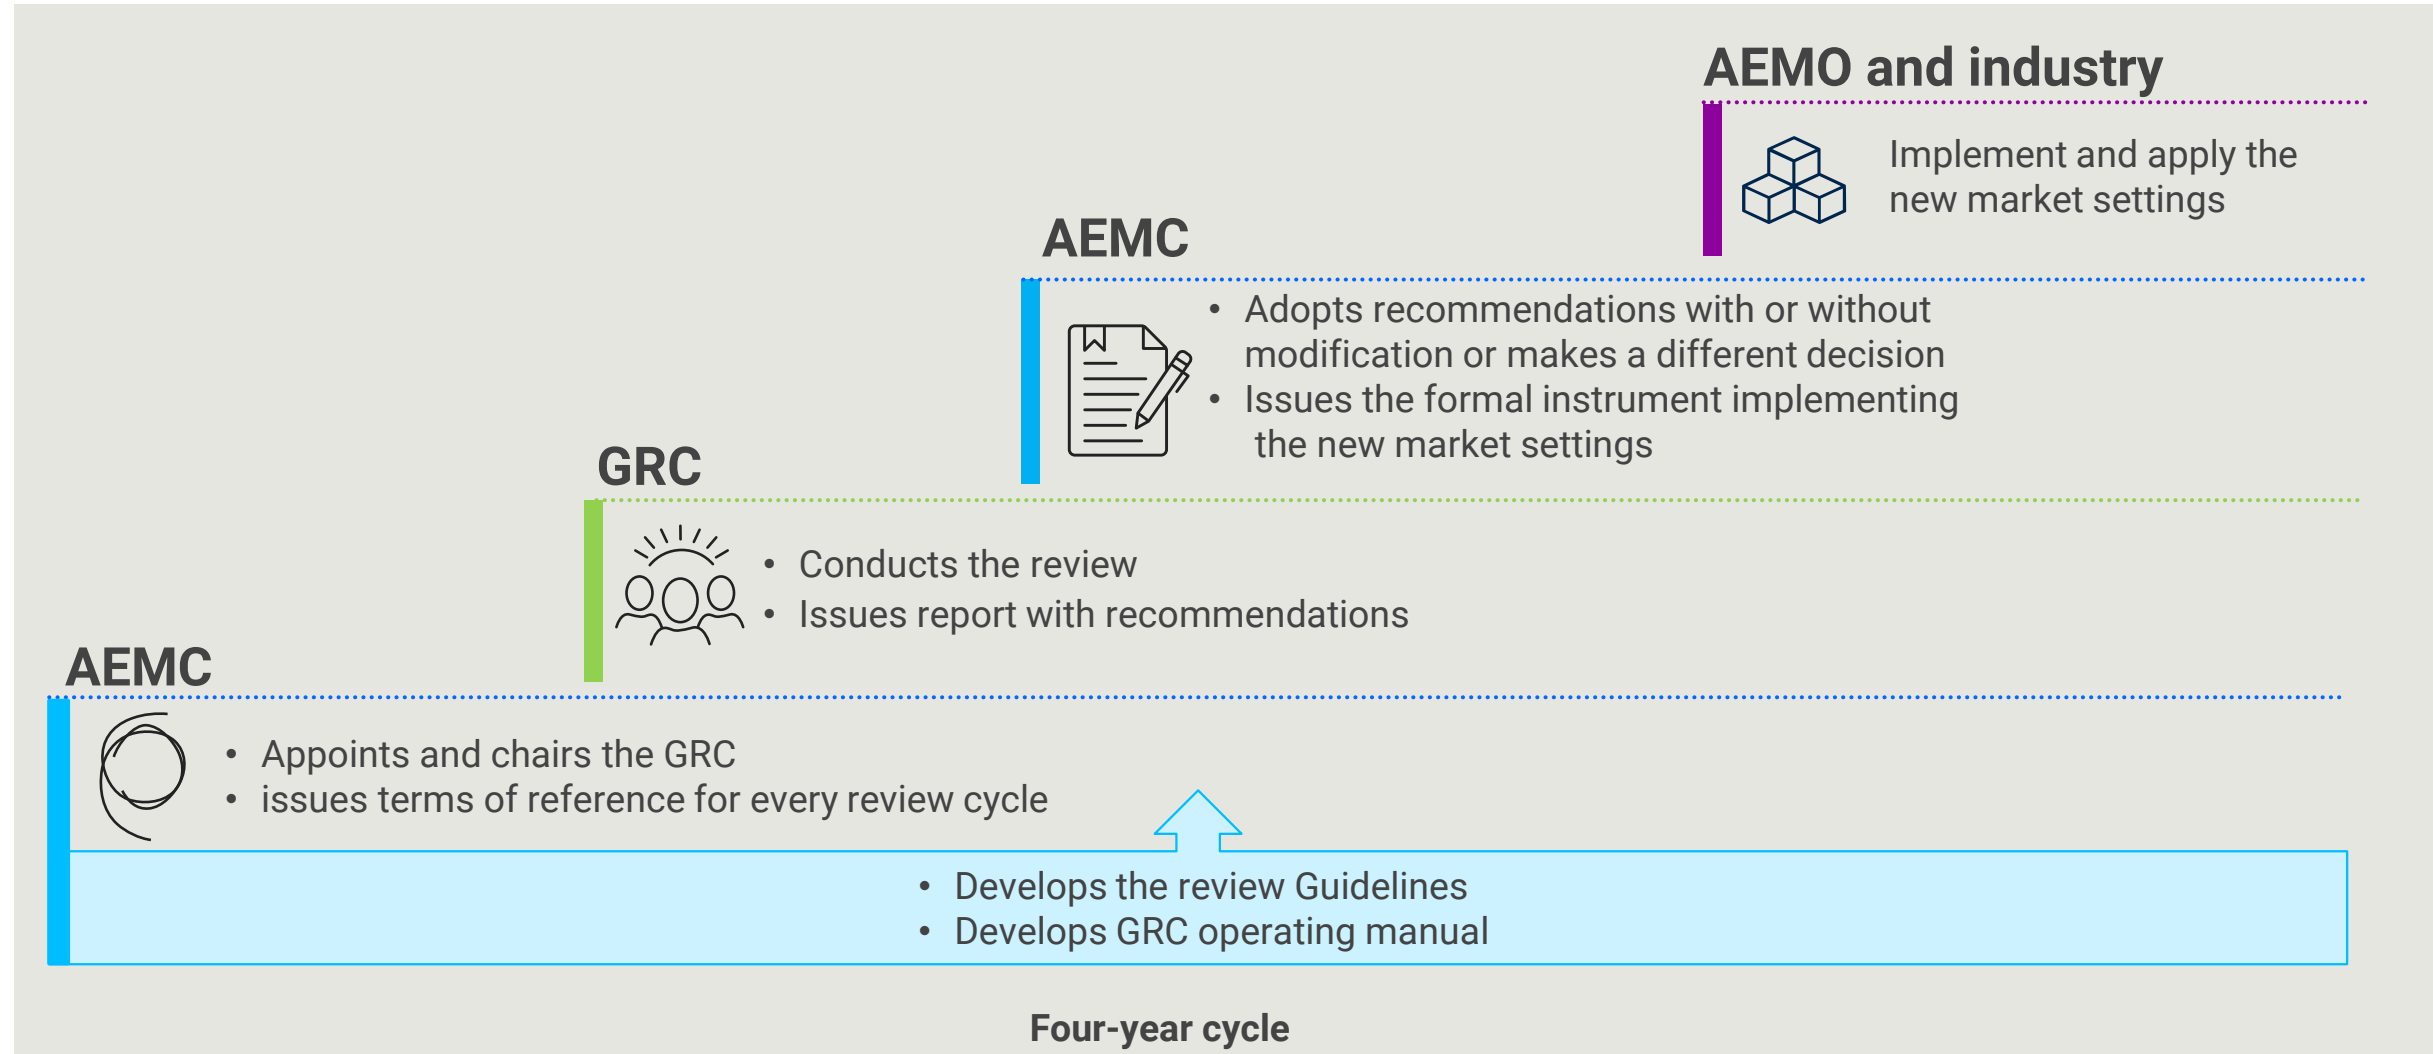 AEMO and industry
Implement and apply the
new market settings
AEMC
• Adopts recommendations with or without
modification or makes a different decision
• Issues the formal instrument implementing
the new market settings
GRC
• Conducts the review
• Issues report with recommendations
AEMC
• Appoints and chairs the GRC
• issues terms of reference for every review cycle
• Develops the review Guidelines
• Develops GRC operating manual
Four-year cycle